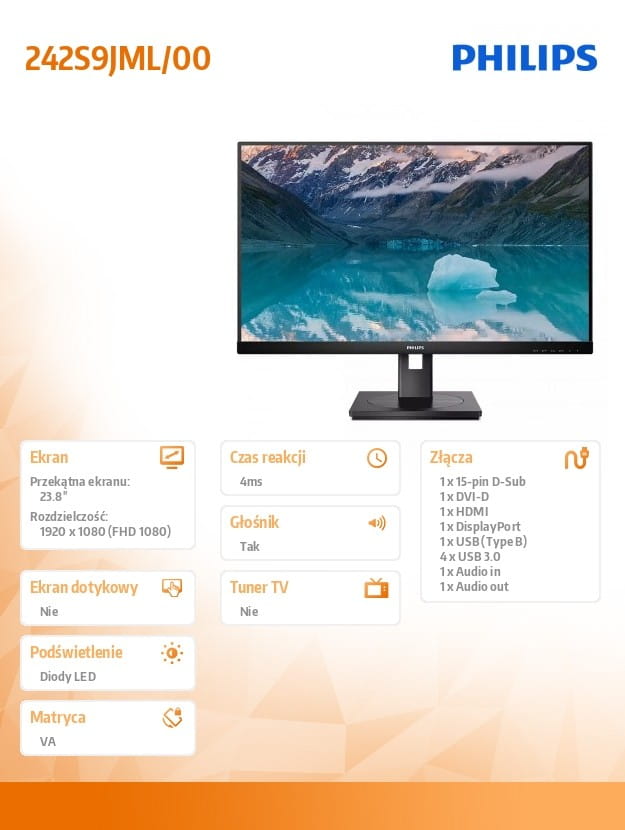 242S9JML/00
PHILIPS
PHILIPS
Ekran
Przekątna ekranu:
23.8"
Rozdzielczość:
1920 x 1080 (FHD 1080)
Ekran dotykowy
Nie
Podświetlenie
Diody LED
Matryca
VA
Czas reakcji
4ms
Głośnik
Tak
Tuner TV
Nie
Złącza
1 x 15-pin D-Sub
1 x DVI-D
1 x HDMI
1 x DisplayPort
1 x USB (Type B)
4 x USB 3.0
1 x Audio in
1 x Audio out